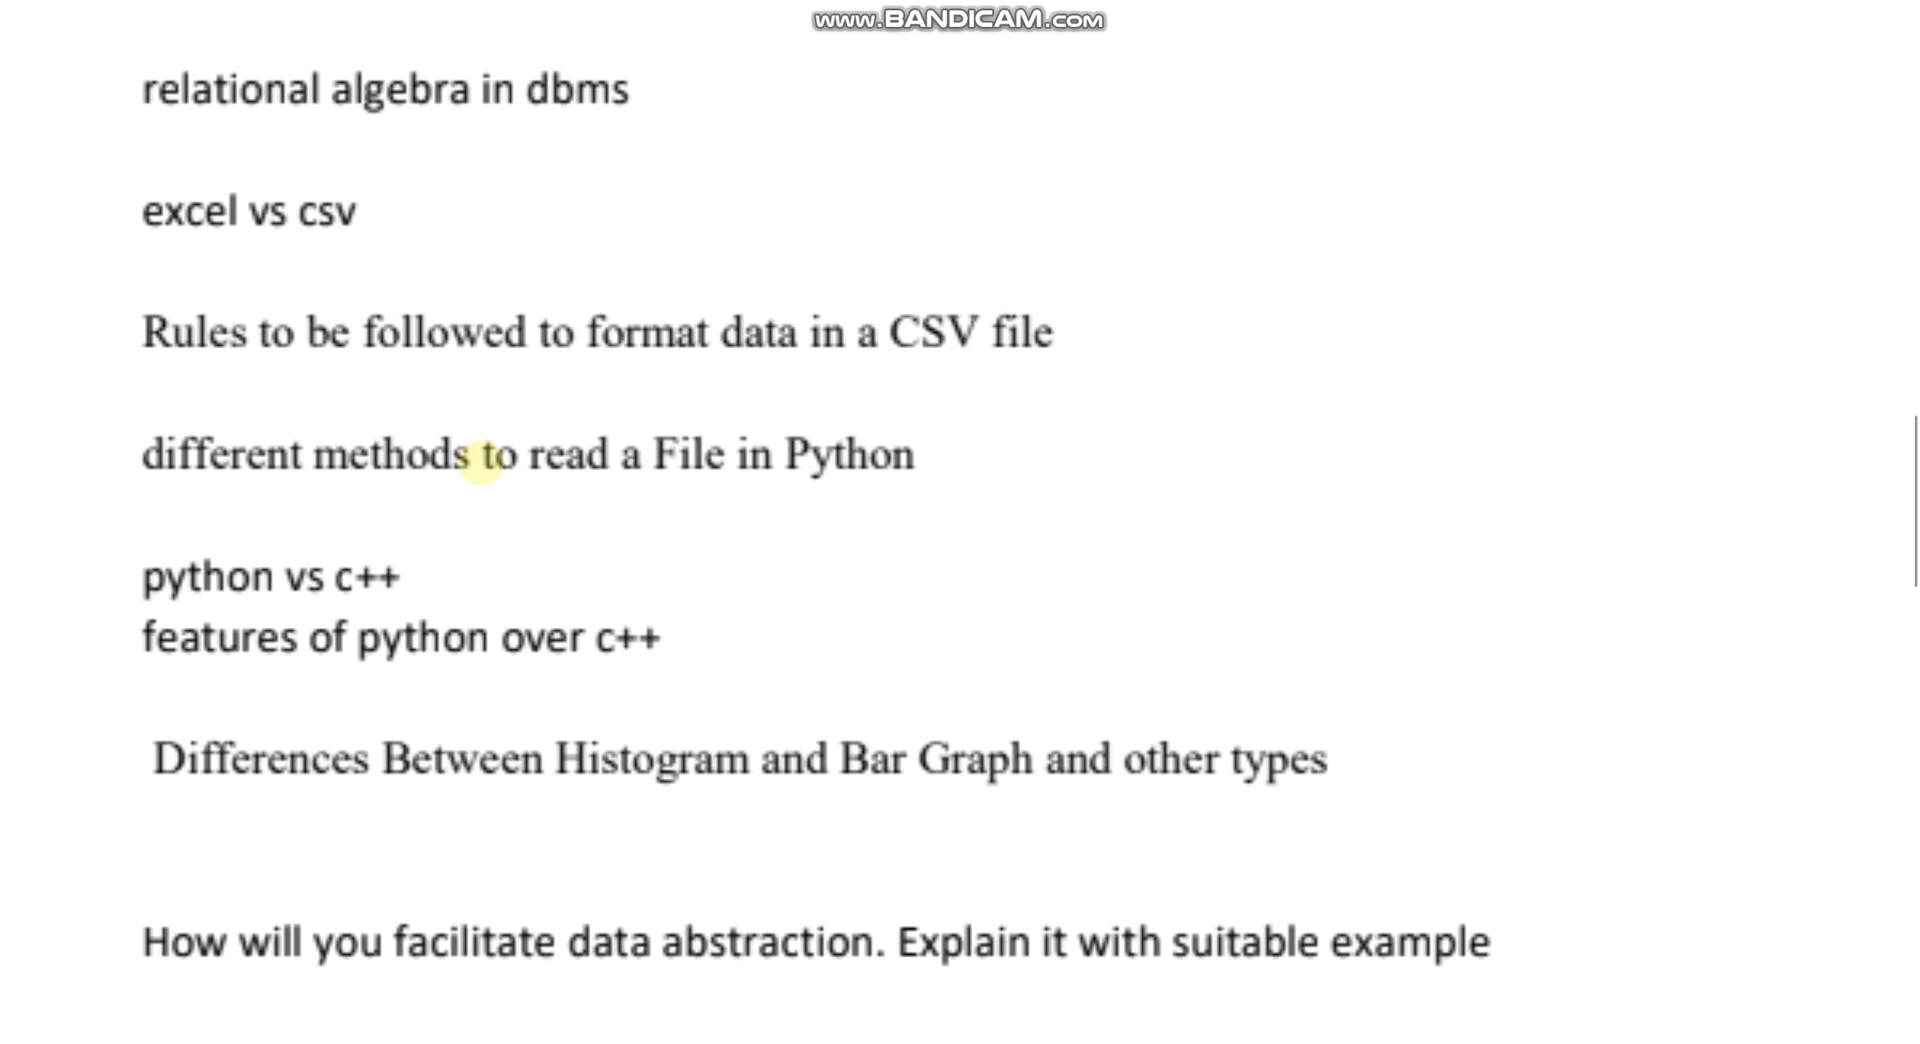 www.BANDICAM.com
relational algebra in dbms
excel vs csv
Rules to be followed to format data in a CSV file
different methods to read a File in Python
python vs c++
features of python over c++
Differences Between Histogram and Bar Graph and other types
How will you facilitate data abstraction. Explain it with suitable example